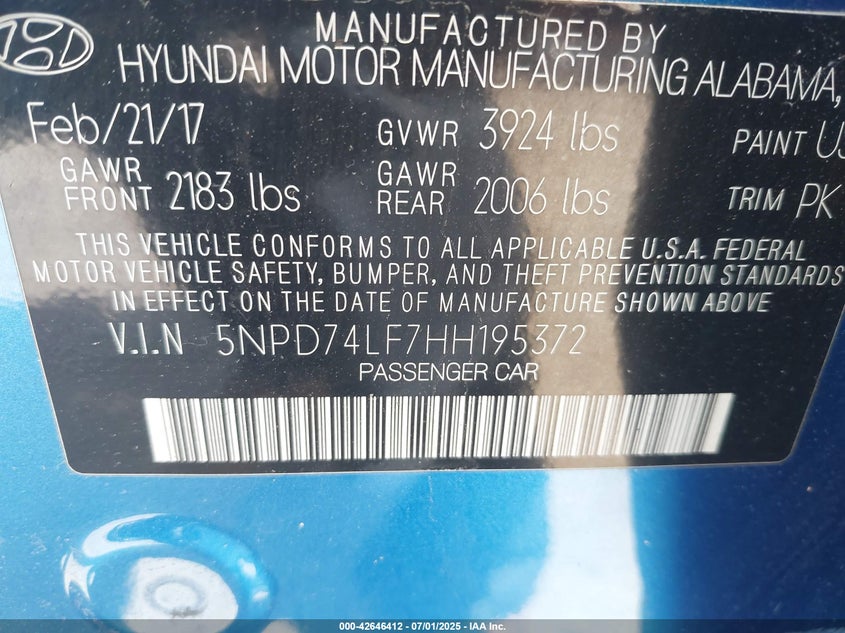 MANUFACTURED BY
HYUNDAI MOTOR MANUFACTURING ALABAMA,
Feb/21/17 GVWR 3924 lbs PAINT
GAWR FRONT 2183 lbs GAWR REAR 2006 lbs TRIM PK
THIS VEHICLE CONFORMS TO ALL APPLICABLE U.S.A. FEDERAL
MOTOR VEHICLE SAFETY, BUMPER, AND THEFT PREVENTION STANDARDS
IN EFFECT ON THE DATE OF MANUFACTURE SHOWN ABOVE
V.I.N 5NPD74LF7HH195372
PASSENGER CAR
000-42646412 - 07/01/2025 - IAA Inc.